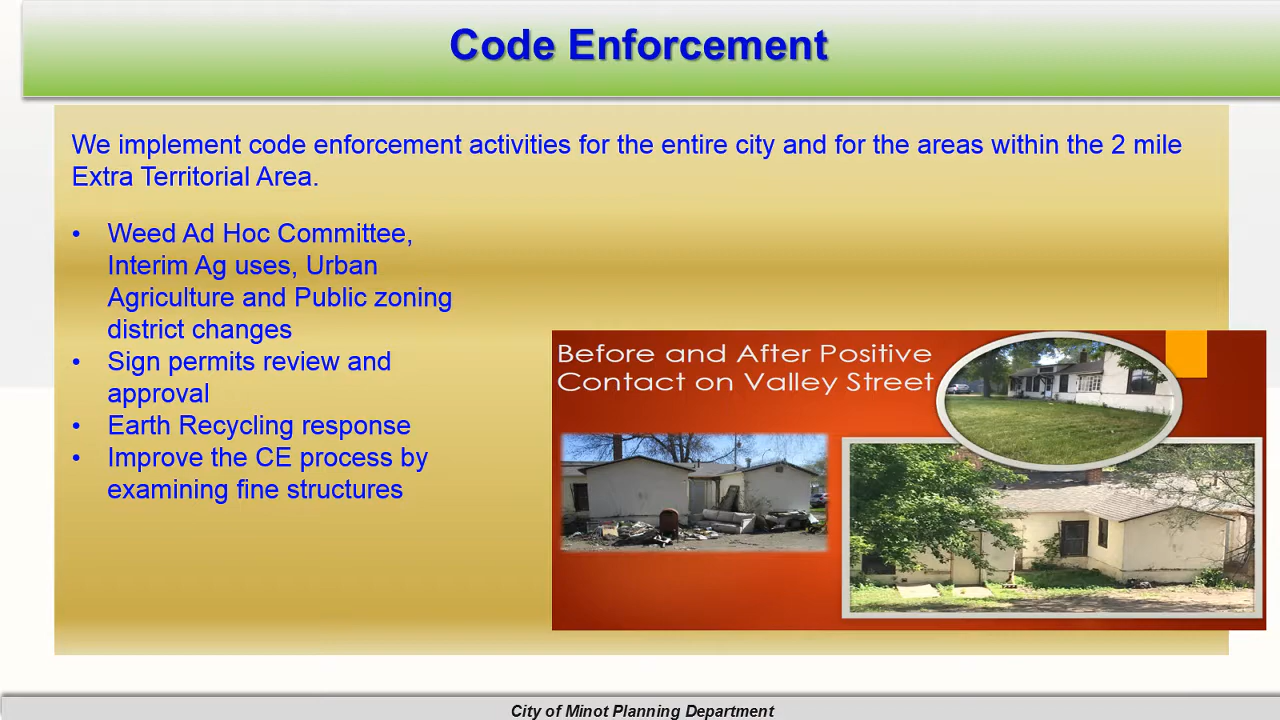 Code Enforcement
We implement code enforcement activities for the entire city and for the areas within the 2 mile
Extra Territorial Area.
• Weed Ad Hoc Committee,
Interim Ag uses, Urban
Agriculture and Public zoning
district changes
• Sign permits review and
approval
• Earth Recycling response
• Improve the CE process by
examining fine structures
Before and After Positive
Contact on Valley Street
City of Minot Planning Department